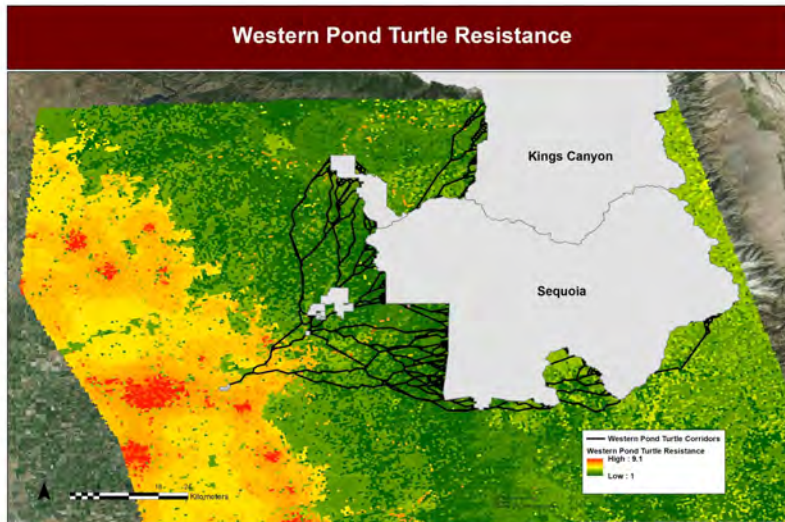 Western Pond Turtle Resistance
Kings Canyon
Sequoia
Western Pond Turtle Corridors
Western Pond Turtle Resistance
High : 9.1
Low : 1
Kilometers